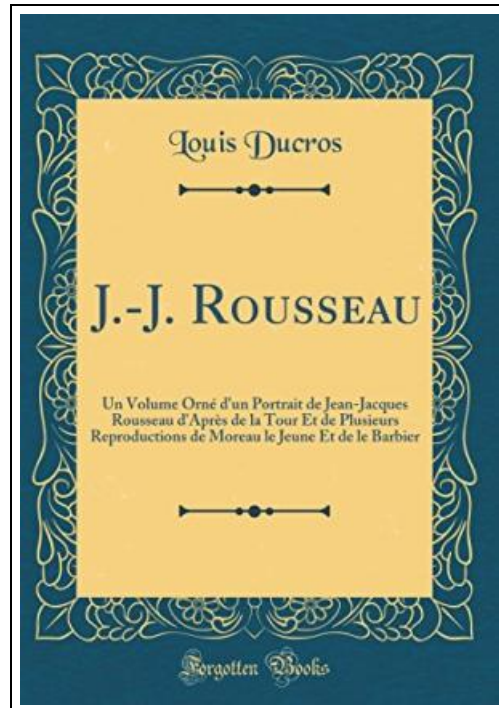 Louis Ducros
J.-J. Rousseau
Un Volume Orné d'un Portrait de Jean-Jacques
Rousseau d'Après de la Tour Et de Plusieurs
Reproductions de Moreau le Jeune Et de le Barbier
Forgotten Books